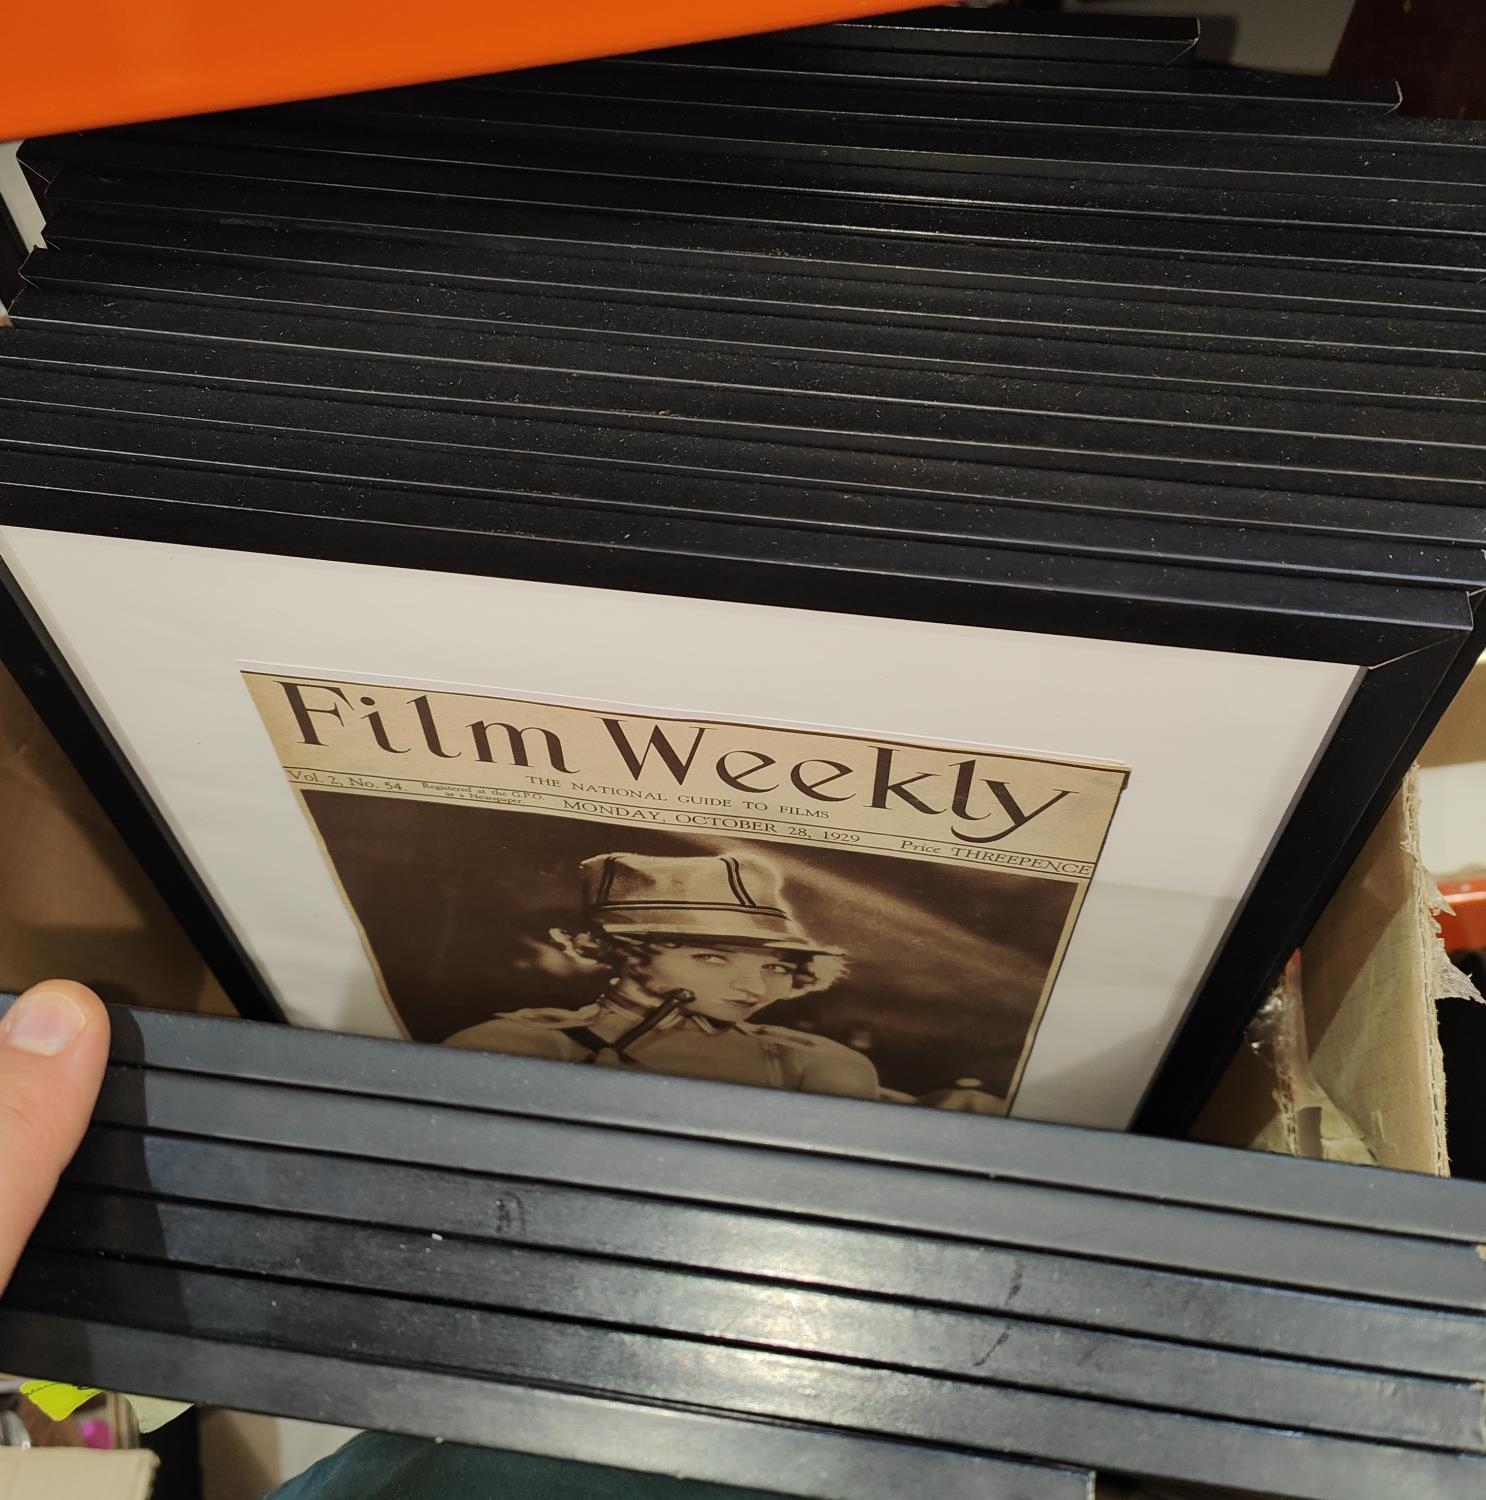 Film Weekly
THE NATIONAL GUIDE TO FILMS
Vol. 2, No. 54.
Registered at the G.P.O.
as a Newspaper
MONDAY, OCTOBER 28, 1929
Price THREEPENCE